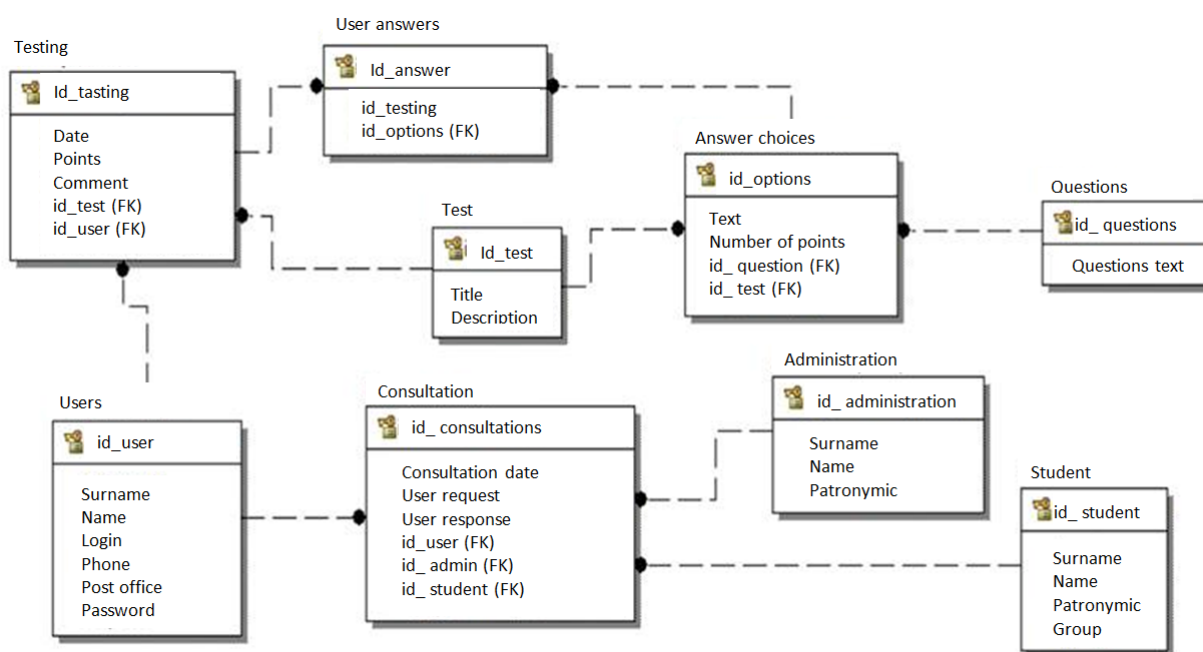 Testing
Id_tasting
Date
Points
Comment
id_test (FK)
id_user (FK)
User answers
Id_answer
id_testing
id_options (FK)
Test
Id_test
Title
Description
Answer choices
id_options
Text
Number of points
id_ question (FK)
id_ test (FK)
Questions
id_ questions
Questions text
Users
id_user
Surname
Name
Login
Phone
Post office
Password
Consultation
id_ consultations
Consultation date
User request
User response
id_user (FK)
id_ admin (FK)
id_ student (FK)
Administration
id_ administration
Surname
Name
Patronymic
Student
id_ student
Surname
Name
Patronymic
Group